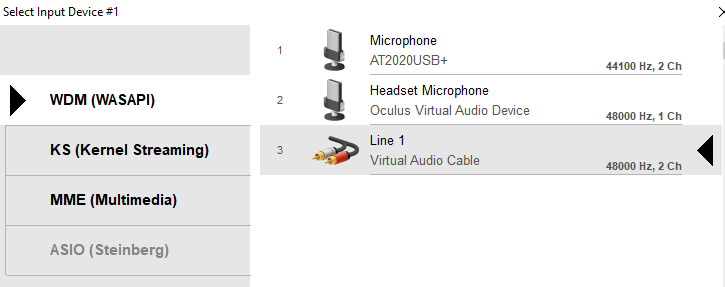 Select Input Device #1
WDM (WASAPI)
KS (Kernel Streaming)
MME (Multimedia)
ASIO (Steinberg)
1
Microphone
AT2020USB+
44100 Hz, 2 Ch
2
Headset Microphone
Oculus Virtual Audio Device
48000 Hz, 1 Ch
3
Line 1
Virtual Audio Cable
48000 Hz, 2 Ch